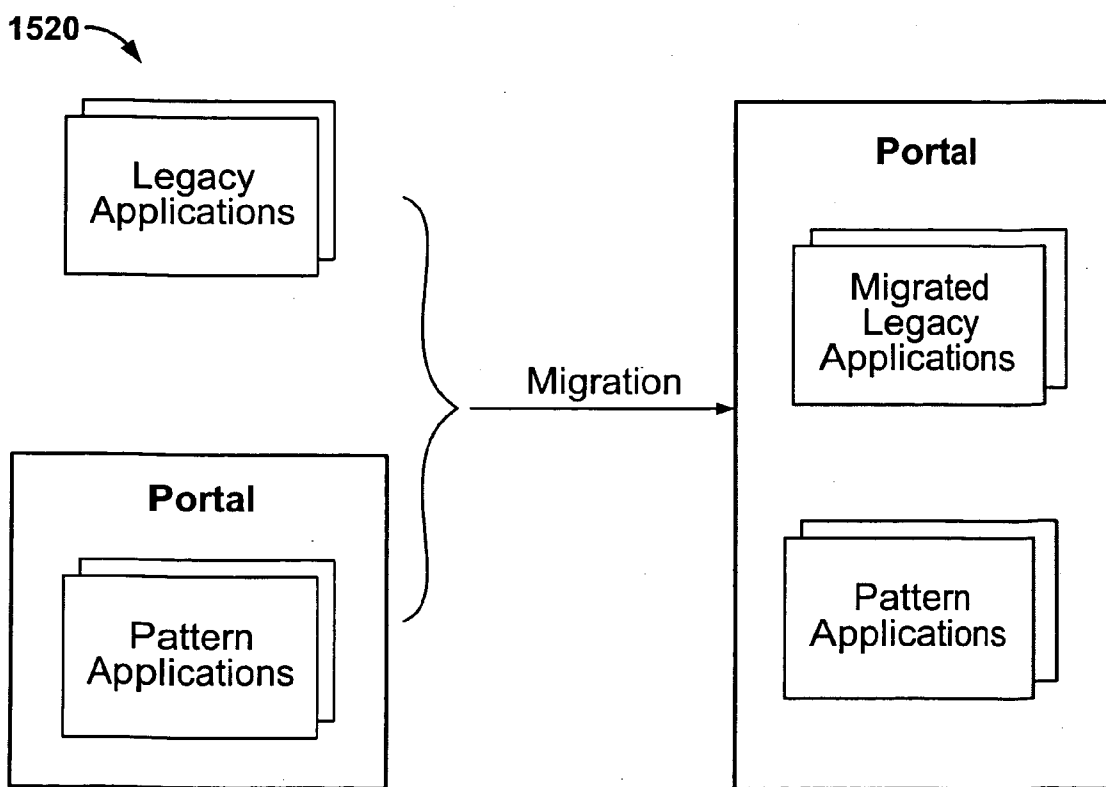 1520
Legacy
Applications
Portal
Pattern
Applications
Migration
Portal
Migrated
Legacy
Applications
Pattern
Applications